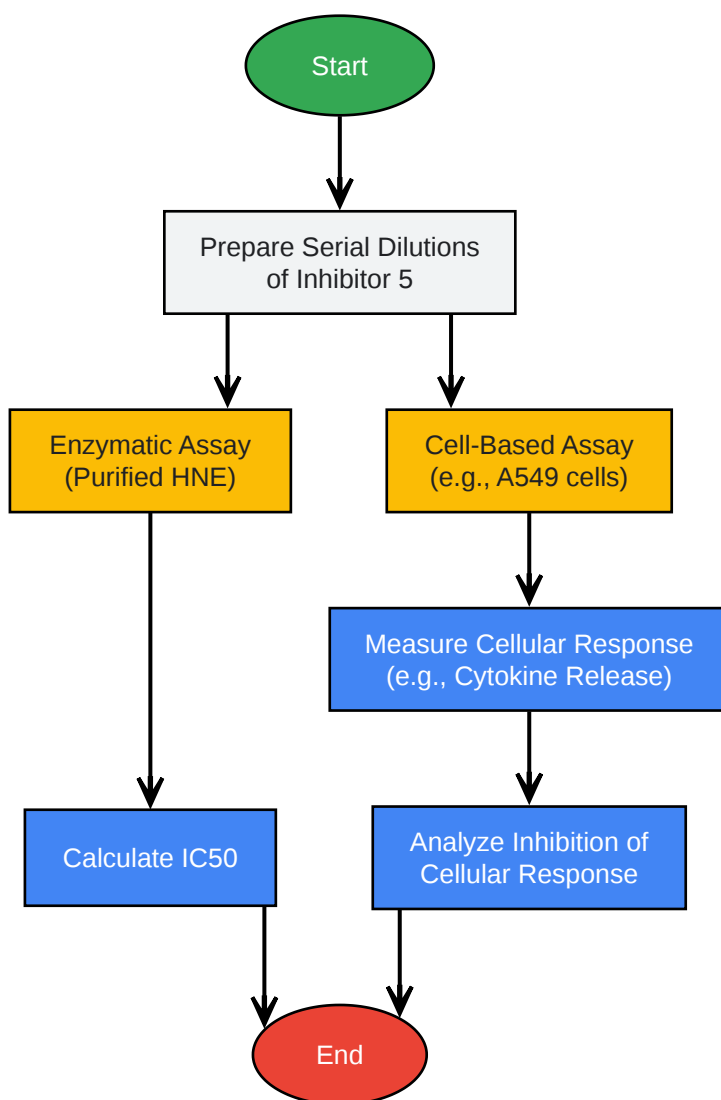 Start
Prepare Serial Dilutions
of Inhibitor 5
Enzymatic Assay
(Purified HNE)
Cell-Based Assay
(e.g., A549 cells)
Measure Cellular Response
(e.g., Cytokine Release)
Calculate IC50
Analyze Inhibition of
Cellular Response
End